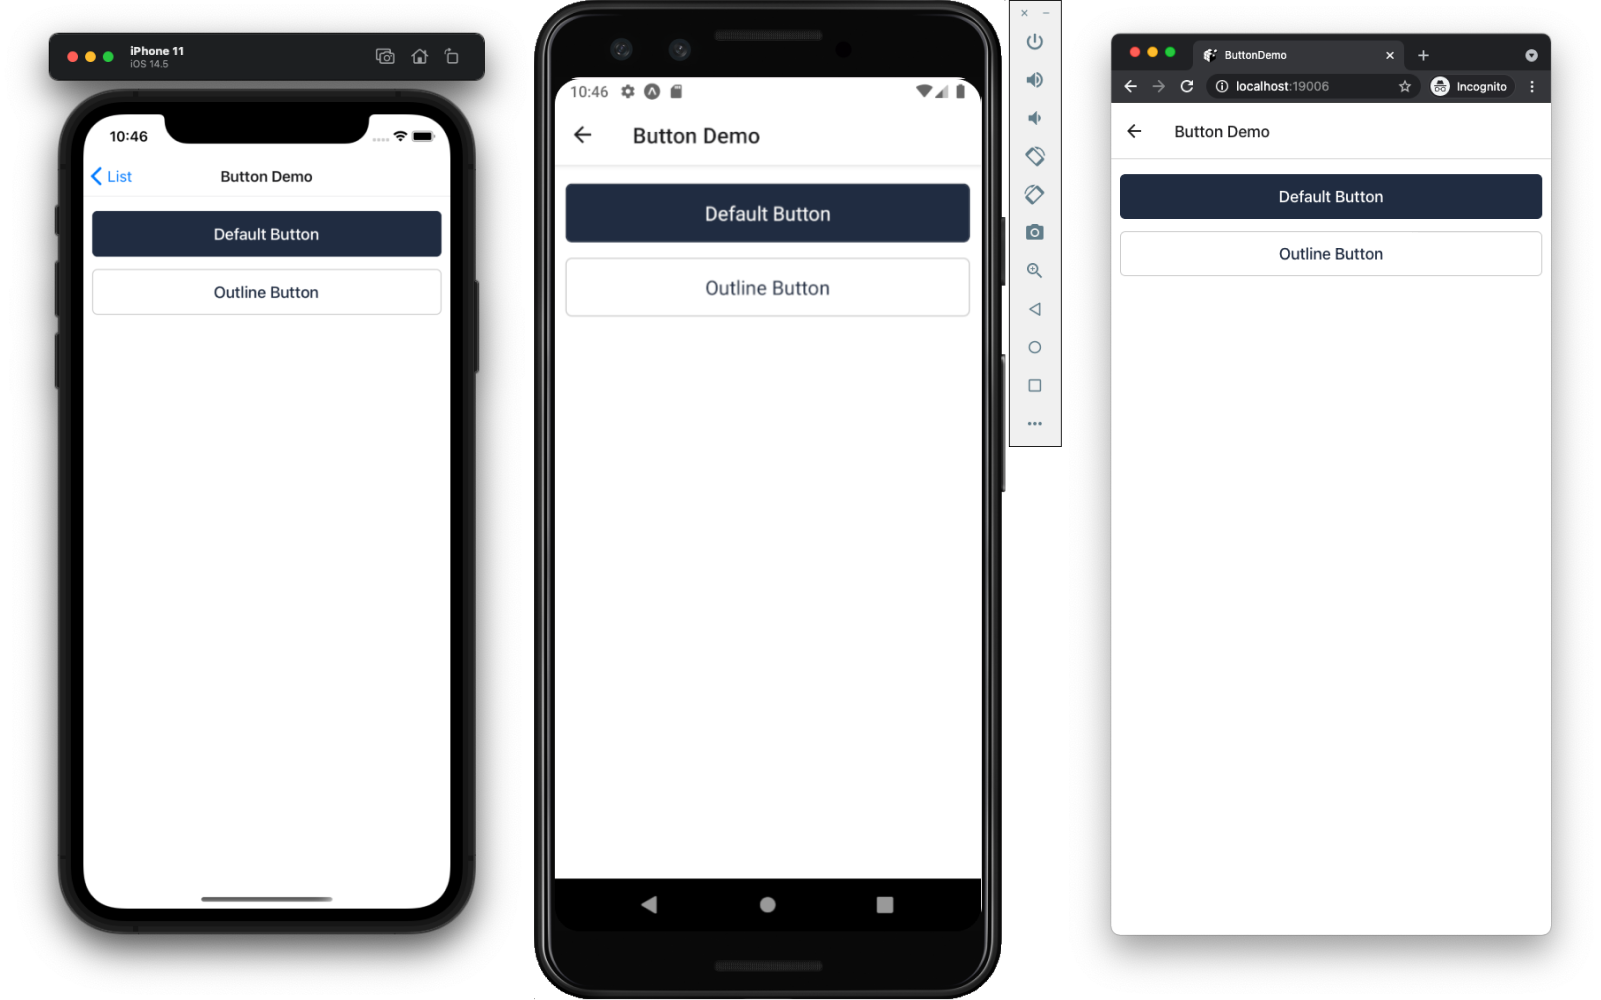 iPhone 11
iOS 14.5
10:46
List
Button Demo
Default Button
Outline Button
10:46
Button Demo
Default Button
Outline Button
ButtonDemo
localhost:19006
Incognito
Button Demo
Default Button
Outline Button